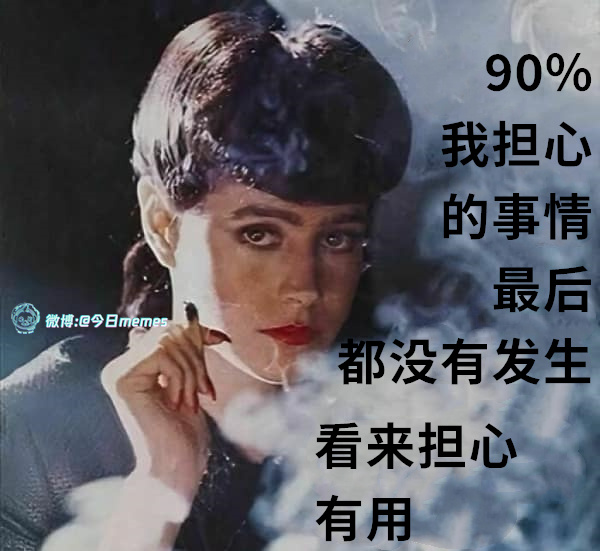 90%
我担心
的事情
最后
都没有发生
微博:@今日memes
看来担心
有用